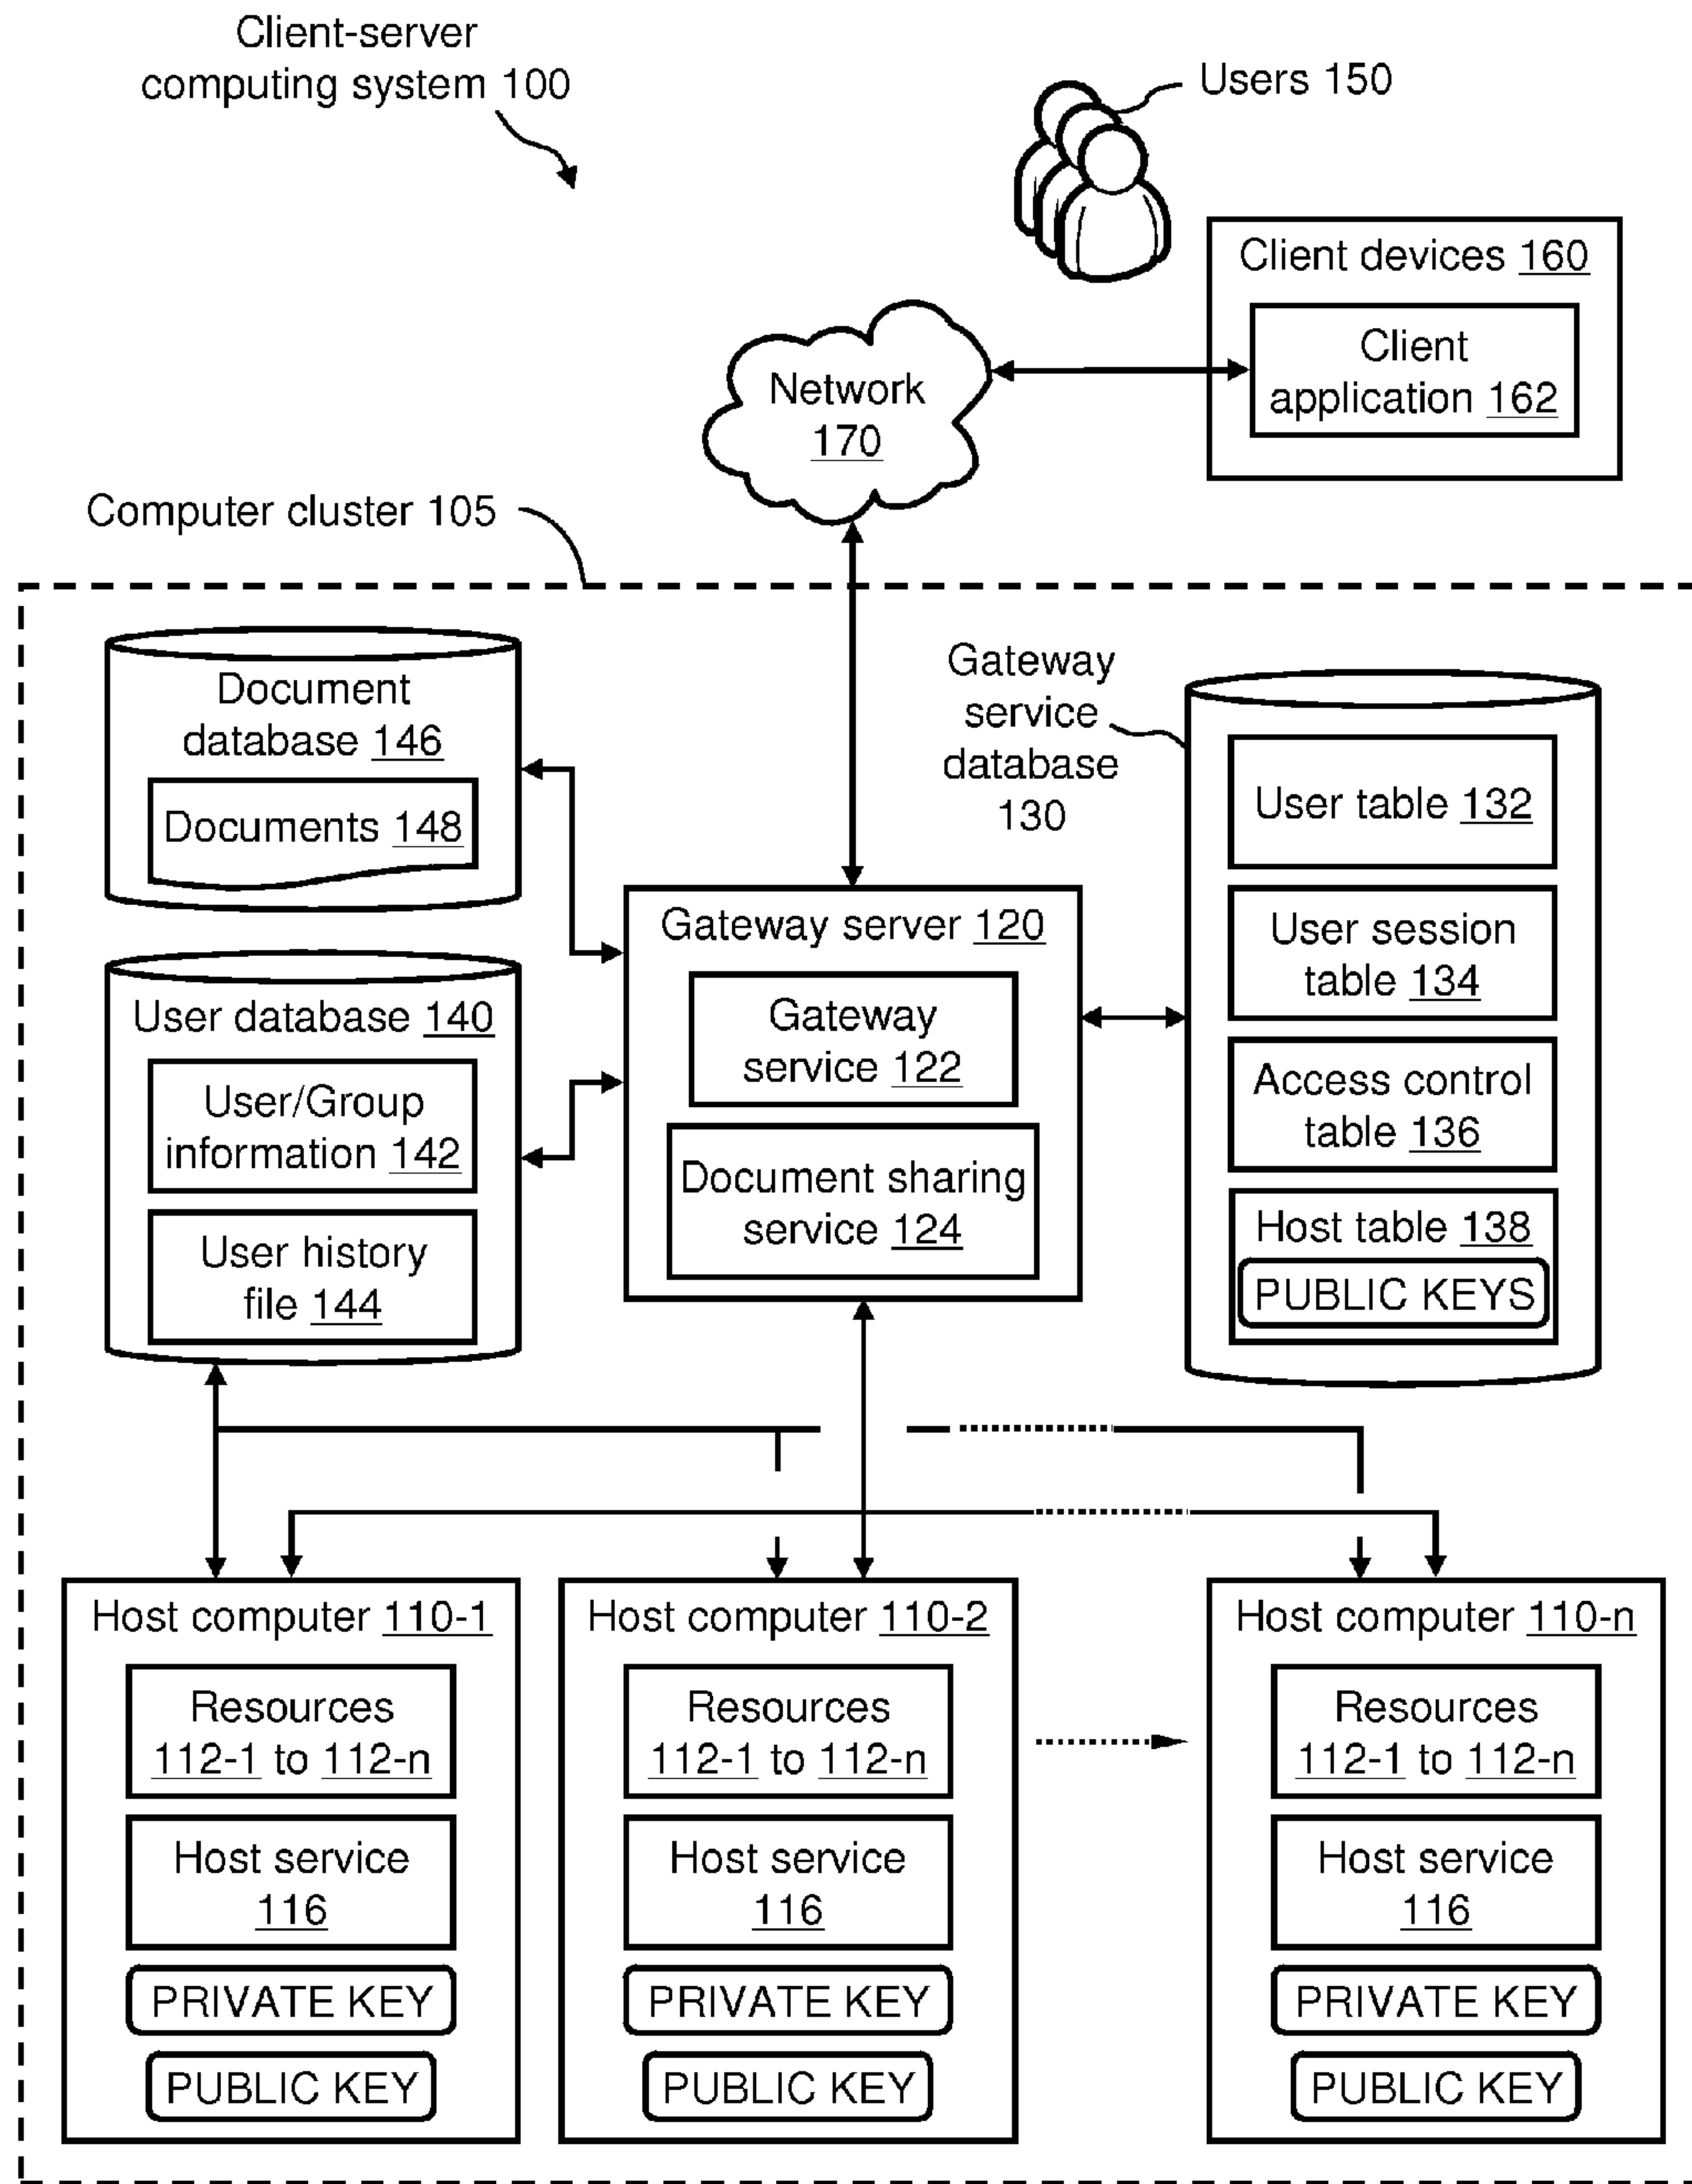 Client-server
computing system 100
Users 150
Client devices 160
Client
application 162
Network
170
Computer cluster 105
Document
database 146
Documents 148
Gateway
service
database
130
User table 132
User session
table 134
Access control
table 136
Host table 138
PUBLIC KEYS
Gateway server 120
Gateway
service 122
Document sharing
service 124
User database 140
User/Group
information 142
User history
file 144
Host computer 110-1
Resources
112-1 to 112-n
Host service
116
PRIVATE KEY
PUBLIC KEY
Host computer 110-2
Resources
112-1 to 112-n
Host service
116
PRIVATE KEY
PUBLIC KEY
Host computer 110-n
Resources
112-1 to 112-n
Host service
116
PRIVATE KEY
PUBLIC KEY